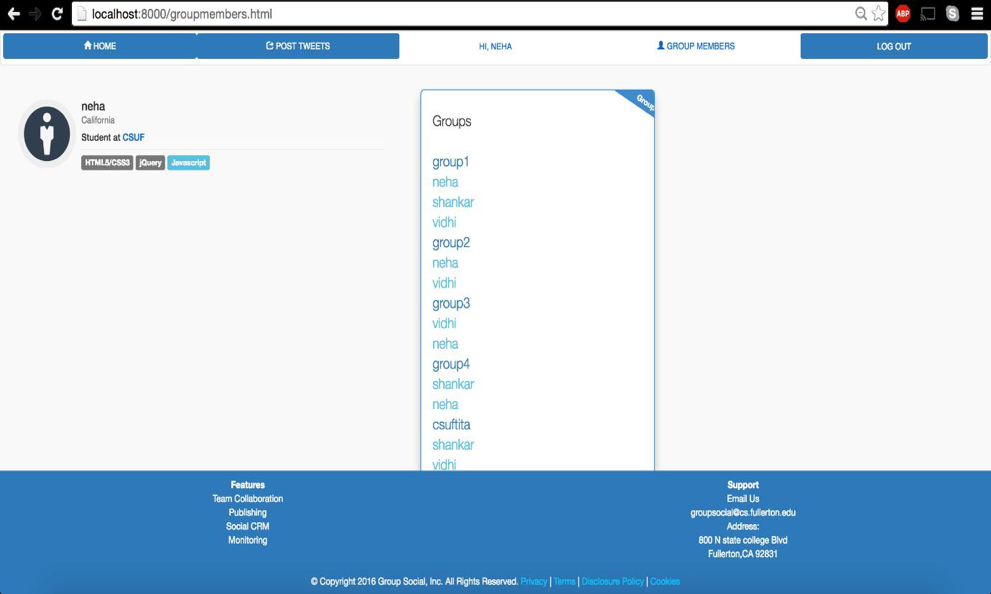 localhost:8000/groupmembers.html
ABP
S
HOME
POST TWEETS
HI, NEHA
GROUP MEMBERS
LOG OUT
neha
California
Student at CSUF
HTML5/CSS3 jQuery Javascript
Group
Groups
group1
neha
shankar
vidhi
group2
neha
vidhi
group3
vidhi
neha
group4
shankar
neha
csuftita
shankar
vidhi
Features
Team Collaboration
Publishing
Social CRM
Monitoring
Support
Email Us
groupsocial@cs.fullerton.edu
Address:
800 N state college Blvd
Fullerton,CA 92831
© Copyright 2016 Group Social, Inc. All Rights Reserved. Privacy | Terms | Disclosure Policy | Cookies